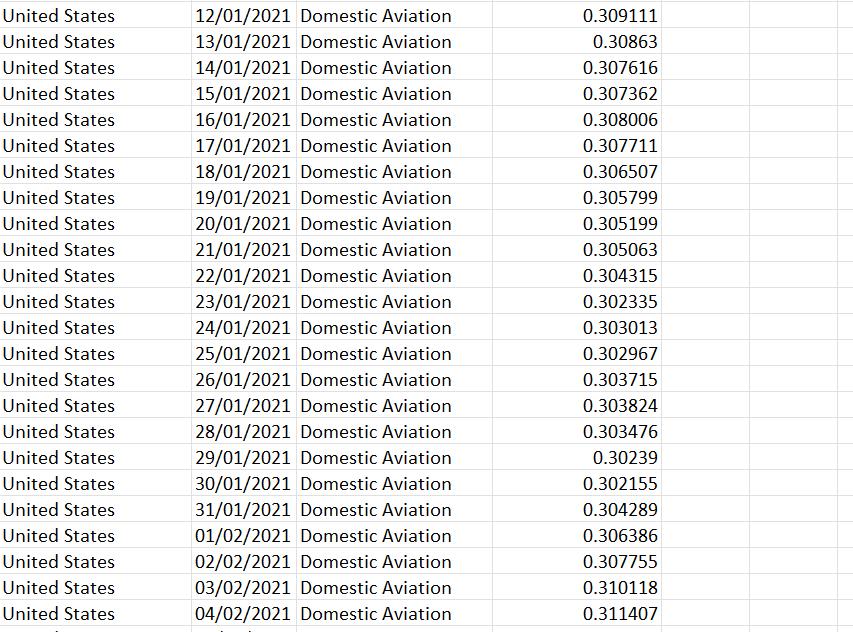 United States 12/01/2021 Domestic Aviation 0.309111
United States 13/01/2021 Domestic Aviation 0.30863
United States 14/01/2021 Domestic Aviation 0.307616
United States 15/01/2021 Domestic Aviation 0.307362
United States 16/01/2021 Domestic Aviation 0.308006
United States 17/01/2021 Domestic Aviation 0.307711
United States 18/01/2021 Domestic Aviation 0.306507
United States 19/01/2021 Domestic Aviation 0.305799
United States 20/01/2021 Domestic Aviation 0.305199
United States 21/01/2021 Domestic Aviation 0.305063
United States 22/01/2021 Domestic Aviation 0.304315
United States 23/01/2021 Domestic Aviation 0.302335
United States 24/01/2021 Domestic Aviation 0.303013
United States 25/01/2021 Domestic Aviation 0.302967
United States 26/01/2021 Domestic Aviation 0.303715
United States 27/01/2021 Domestic Aviation 0.303824
United States 28/01/2021 Domestic Aviation 0.303476
United States 29/01/2021 Domestic Aviation 0.30239
United States 30/01/2021 Domestic Aviation 0.302155
United States 31/01/2021 Domestic Aviation 0.304289
United States 01/02/2021 Domestic Aviation 0.306386
United States 02/02/2021 Domestic Aviation 0.307755
United States 03/02/2021 Domestic Aviation 0.310118
United States 04/02/2021 Domestic Aviation 0.311407